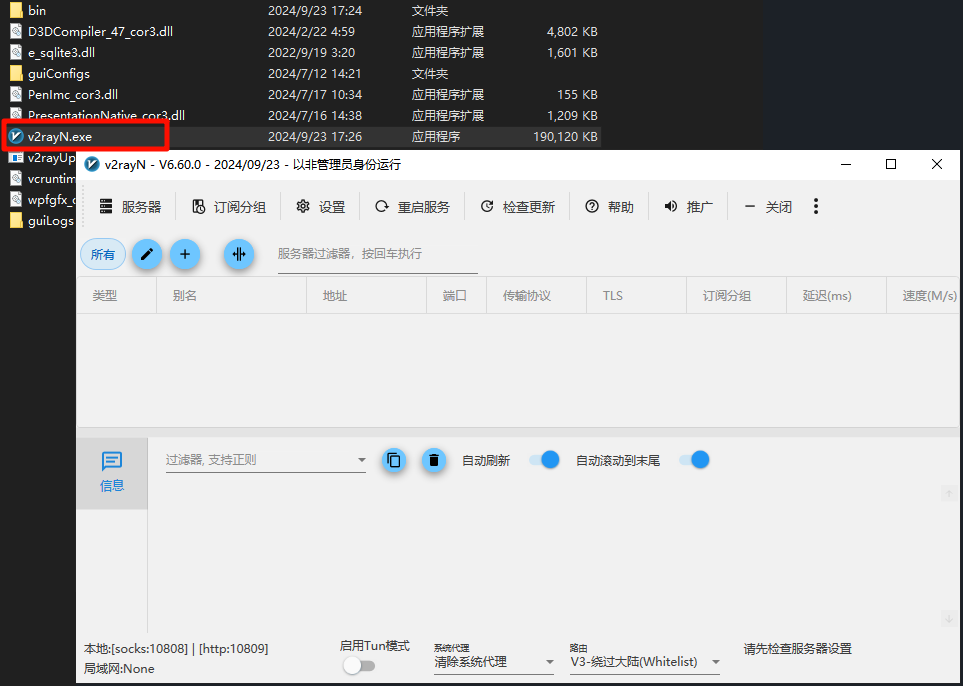 bin 2024/9/23 17:24 文件夹
D3DCompiler_47_cor3.dll 2024/2/22 4:59 应用程序扩展 4,802 KB
e_sqlite3.dll 2022/9/19 3:20 应用程序扩展 1,601 KB
guiConfigs 2024/7/12 14:21 文件夹
PenImc_cor3.dll 2024/7/17 10:34 应用程序扩展 155 KB
PresentationNative_cor3.dll 2024/7/16 14:38 应用程序扩展 1,209 KB
v2rayN.exe 2024/9/23 17:26 应用程序 190,120 KB
v2rayUp
vcruntim
wpfgfx_c
guiLogs
v2rayN - V6.60.0 - 2024/09/23 - 以非管理员身份运行
服务器 订阅分组 设置 重启服务 检查更新 帮助 推广 关闭
所有 服务器过滤器，按回车执行
类型 别名 地址 端口 传输协议 TLS 订阅分组 延迟(ms) 速度(M/s)
信息
过滤器, 支持正则 自动刷新 自动滚动到末尾
本地:[socks:10808] | [http:10809]
局域网:None
启用Tun模式
系统代理
清除系统代理
路由
V3-绕过大陆(Whitelist)
请先检查服务器设置